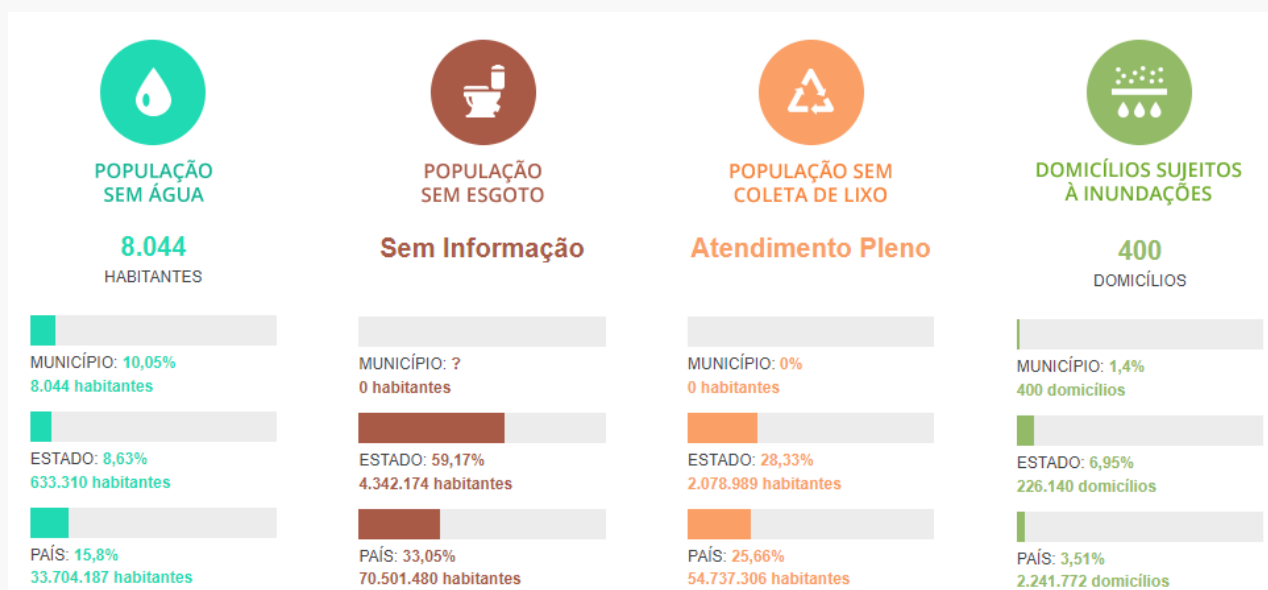 POPULAÇÃO
SEM ÁGUA
8.044
HABITANTES
MUNICÍPIO: 10,05%
8.044 habitantes
ESTADO: 8,63%
633.310 habitantes
PAÍS: 15,8%
33.704.187 habitantes
POPULAÇÃO
SEM ESGOTO
Sem Informação
MUNICÍPIO: ?
0 habitantes
ESTADO: 59,17%
4.342.174 habitantes
PAÍS: 33,05%
70.501.480 habitantes
POPULAÇÃO SEM
COLETA DE LIXO
Atendimento Pleno
MUNICÍPIO: 0%
0 habitantes
ESTADO: 28,33%
2.078.989 habitantes
PAÍS: 25,66%
54.737.306 habitantes
DOMICÍLIOS SUJEITOS
À INUNDAÇÕES
400
DOMICÍLIOS
MUNICÍPIO: 1,4%
400 domicílios
ESTADO: 6,95%
226.140 domicílios
PAÍS: 3,51%
2.241.772 domicílios